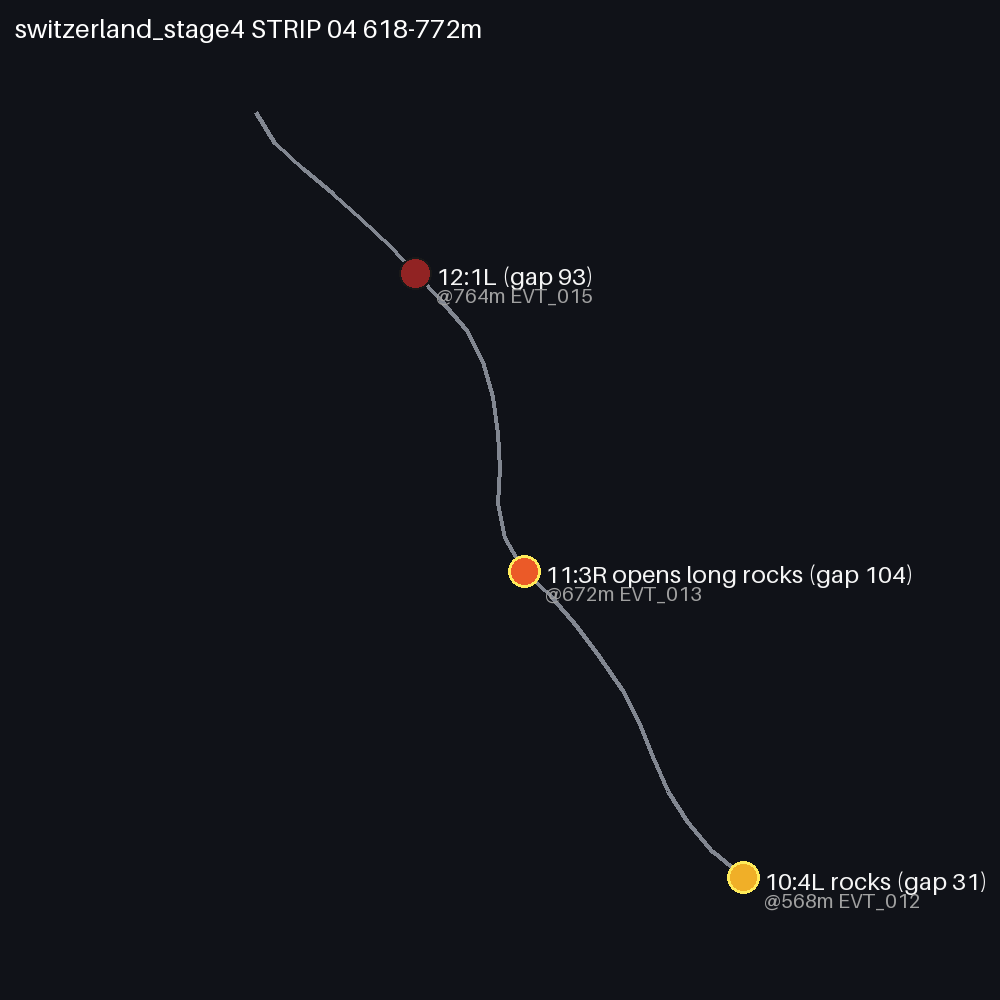 switzerland_stage4 STRIP 04 618-772m
12:1L (gap 93)
@764m EVT_015
11:3R opens long rocks (gap 104)
@672m EVT_013
10:4L rocks (gap 31)
@568m EVT_012